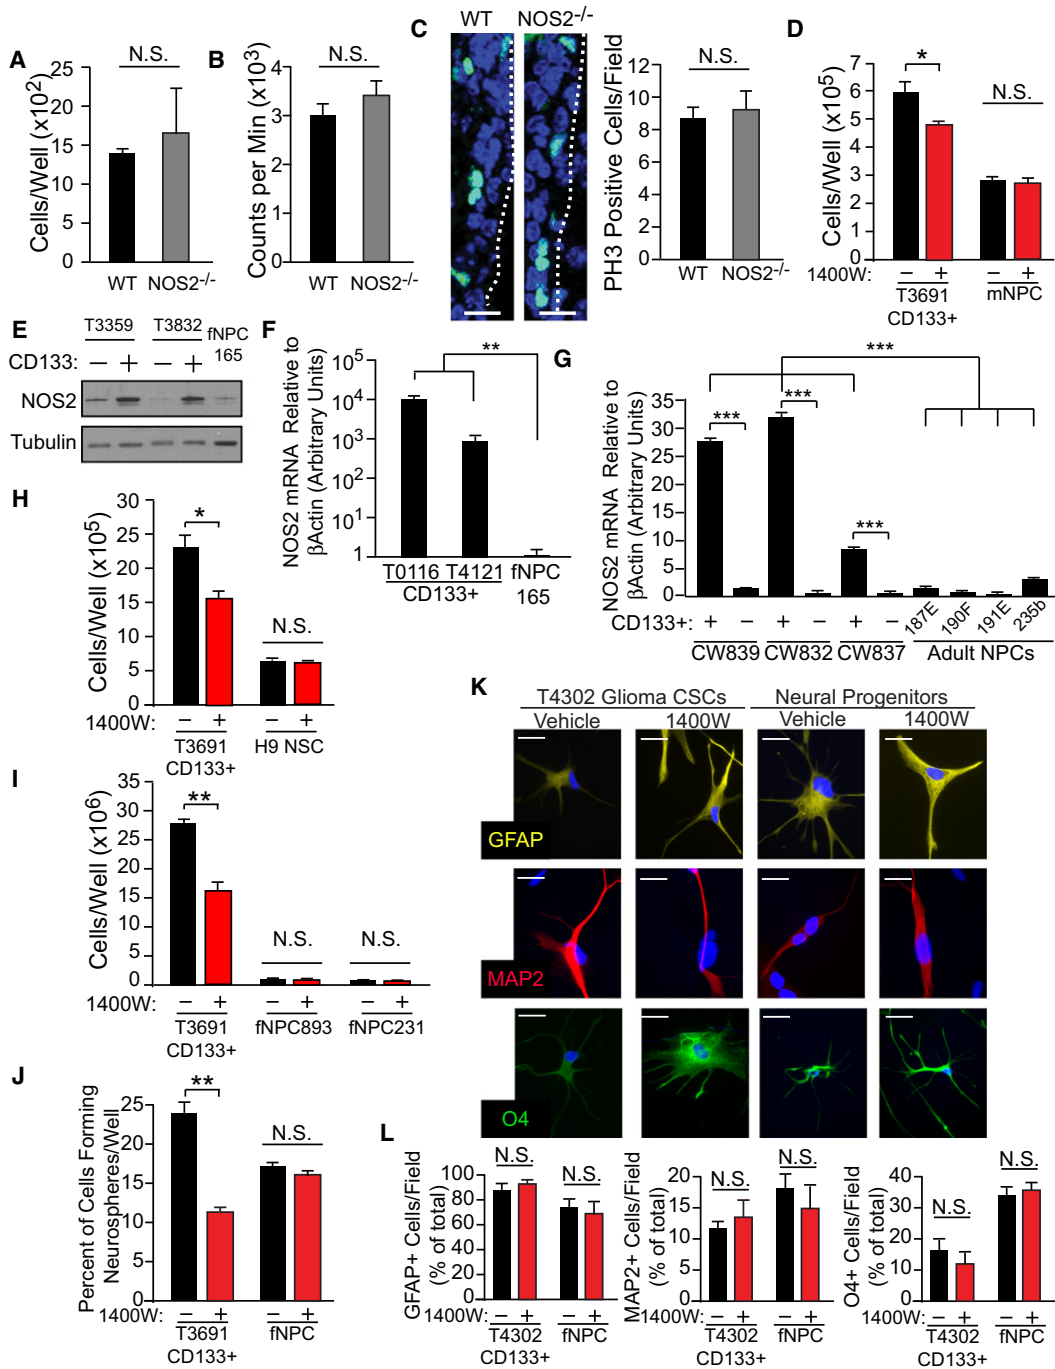 A
N.S.
Cells/Well (x10²)
25
20
15
10
5
0
WT NOS2⁻/⁻
B
N.S.
Counts per Min (x10³)
4
3
2
1
0
WT NOS2⁻/⁻
C
WT NOS2⁻/⁻
N.S.
PH3 Positive Cells/Field
12
10
8
6
4
2
0
WT NOS2⁻/⁻
D
*
N.S.
Cells/Well (x10⁵)
7
6
5
4
3
2
1
0
1400W: – + – +
T3691 mNPC
CD133+
E
T3359 T3832 fNPC
165
CD133: – + – +
NOS2
Tubulin
F
**
NOS2 mRNA Relative to
βActin (Arbitrary Units)
10⁵
10⁴
10³
10²
10¹
1
T0116 T4121 fNPC
CD133+ 165
G
***
*** *** ***
NOS2 mRNA Relative to
βActin (Arbitrary Units)
35
30
25
20
15
10
5
0
CD133+: + – + – + – 187E 190F 191E 235b
CW839 CW832 CW837 Adult NPCs
H
*
N.S.
Cells/Well (x10⁵)
30
25
20
15
10
5
0
1400W: – + – +
T3691 H9 NSC
CD133+
I
**
N.S. N.S.
Cells/Well (x10⁶)
35
30
25
20
15
10
5
0
1400W: – + – + – +
T3691 fNPC893 fNPC231
CD133+
J
**
N.S.
Percent of Cells Forming
Neurospheres/Well
25
20
15
10
5
0
1400W: – + – +
T3691 fNPC
CD133+
K
T4302 Glioma CSCs Neural Progenitors
Vehicle 1400W Vehicle 1400W
GFAP
MAP2
O4
L
N.S. N.S.
GFAP+ Cells/Field
(% of total)
100
80
60
40
20
0
1400W: – + – +
T4302 fNPC
CD133+
N.S. N.S.
MAP2+ Cells/Field
(% of total)
20
15
10
5
0
1400W: – + – +
T4302 fNPC
CD133+
N.S. N.S.
O4+ Cells/Field
(% of total)
40
30
20
10
0
1400W: – + – +
T4302 fNPC
CD133+